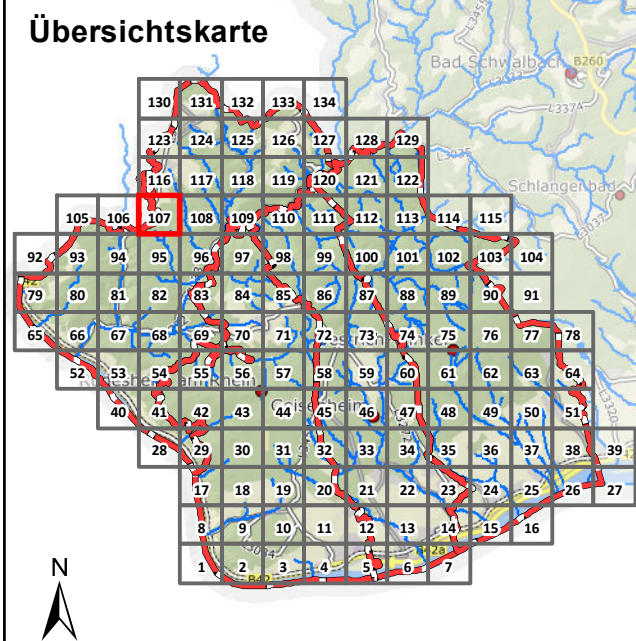 Übersichtskarte
Bad Schwalbach
B260
L3374
L3035
Schlangenbad
130 131 132 133 134
123 124 125 126 127 128 129
116 117 118 119 120 121 122
105 106 107 108 109 110 111 112 113 114 115
92 93 94 95 96 97 98 99 100 101 102 103 104
79 80 81 82 83 84 85 86 87 88 89 90 91
65 66 67 68 69 70 71 72 73 74 75 76 77 78
52 53 54 55 56 57 58 59 60 61 62 63 64
40 41 42 43 44 45 46 47 48 49 50 51
28 29 30 31 32 33 34 35 36 37 38 39
17 18 19 20 21 22 23 24 25 26 27
8 9 10 11 12 13 14 15 16
1 2 3 4 5 6 7
L3034
B42
B42a
L3320
N